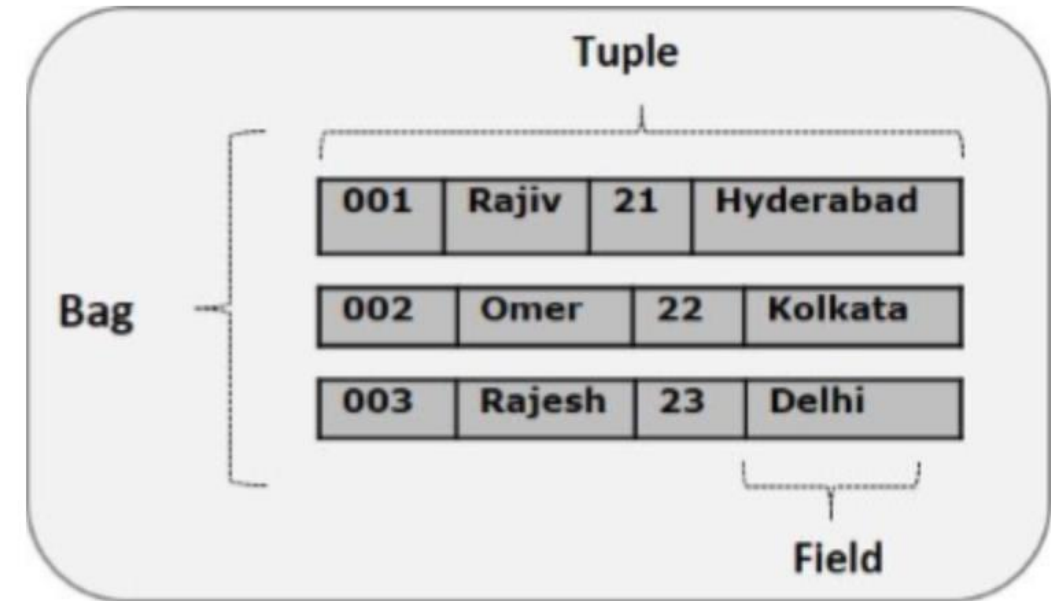 Tuple
001 Rajiv 21 Hyderabad
Bag
002 Omer 22 Kolkata
003 Rajesh 23 Delhi
Field